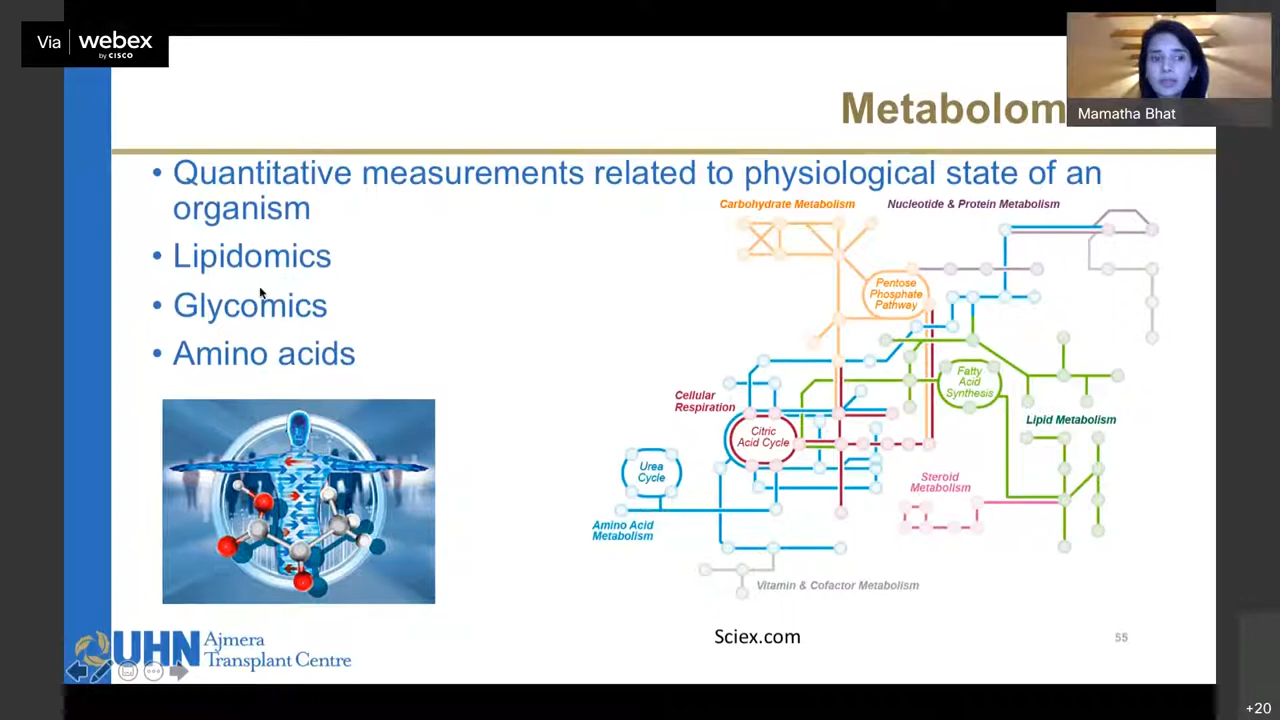 Via webex
by CISCO
Mamatha Bhat
Metabolom
• Quantitative measurements related to physiological state of an
organism
• Lipidomics
• Glycomics
• Amino acids
Carbohydrate Metabolism
Nucleotide & Protein Metabolism
Pentose
Phosphate
Pathway
Fatty
Acid
Synthesis
Cellular
Respiration
Citric
Acid Cycle
Lipid Metabolism
Urea
Cycle
Steroid
Metabolism
Amino Acid
Metabolism
Vitamin & Cofactor Metabolism
Sciex.com
55
UHN Ajmera
Transplant Centre
+20